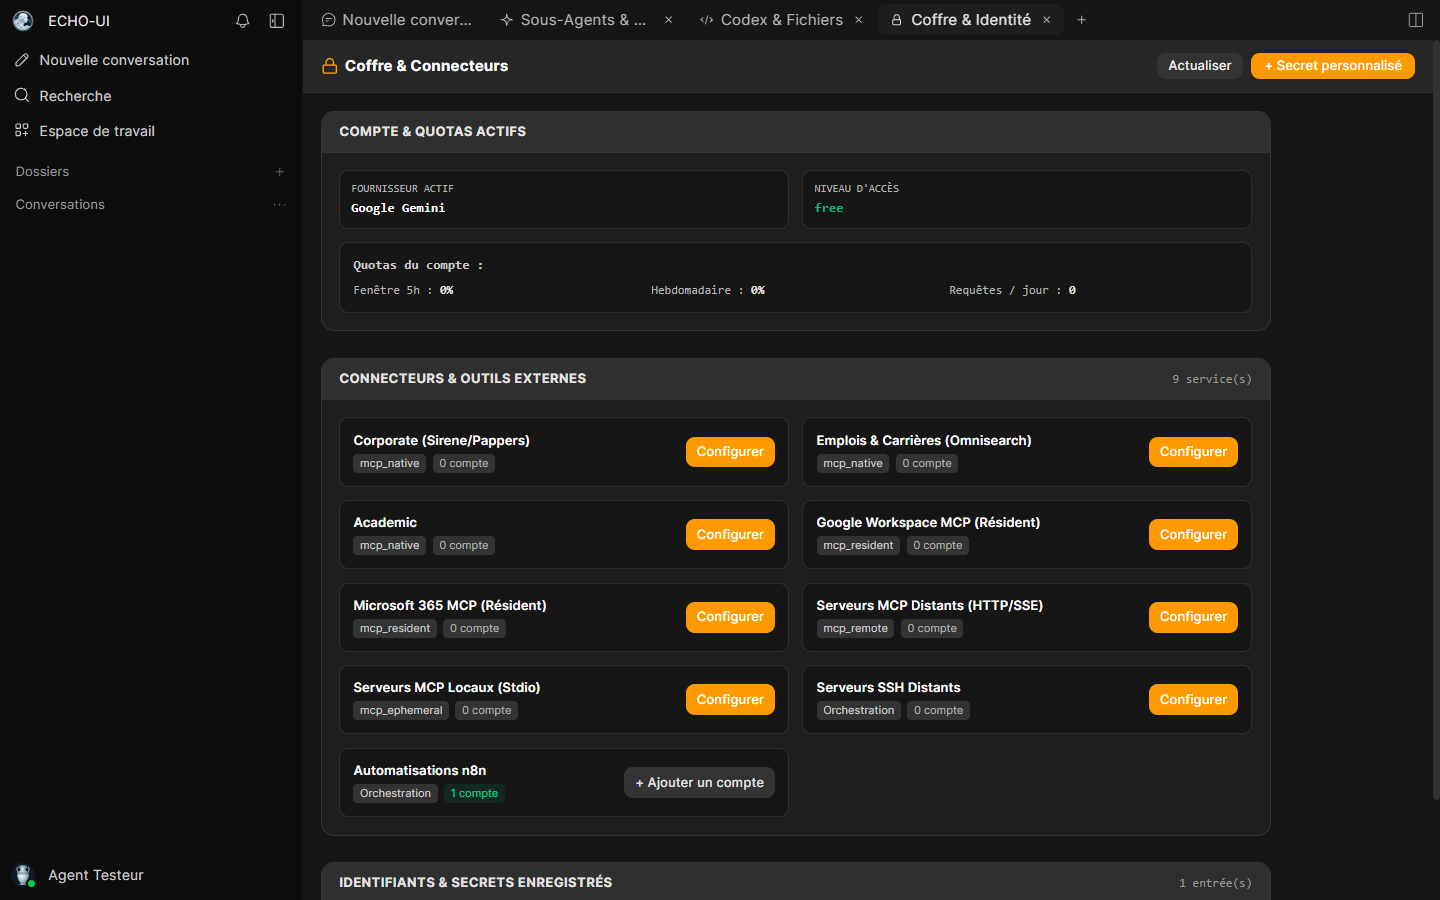 ECHO-UI
Nouvelle conversation
Recherche
Espace de travail
Dossiers
Conversations
Agent Testeur
Nouvelle conver...
Sous-Agents & ...
Codex & Fichiers
Coffre & Identité
Coffre & Connecteurs
Actualiser
+ Secret personnalisé
COMPTE & QUOTAS ACTIFS
FOURNISSEUR ACTIF
Google Gemini
NIVEAU D'ACCÈS
free
Quotas du compte :
Fenêtre 5h : 0%
Hebdomadaire : 0%
Requêtes / jour : 0
CONNECTEURS & OUTILS EXTERNES
9 service(s)
Corporate (Sirene/Pappers)
mcp_native 0 compte
Configurer
Emplois & Carrières (Omnisearch)
mcp_native 0 compte
Configurer
Academic
mcp_native 0 compte
Configurer
Google Workspace MCP (Résident)
mcp_resident 0 compte
Configurer
Microsoft 365 MCP (Résident)
mcp_resident 0 compte
Configurer
Serveurs MCP Distants (HTTP/SSE)
mcp_remote 0 compte
Configurer
Serveurs MCP Locaux (Stdio)
mcp_ephemeral 0 compte
Configurer
Serveurs SSH Distants
Orchestration 0 compte
Configurer
Automatisations n8n
Orchestration 1 compte
+ Ajouter un compte
IDENTIFIANTS & SECRETS ENREGISTRÉS
1 entrée(s)